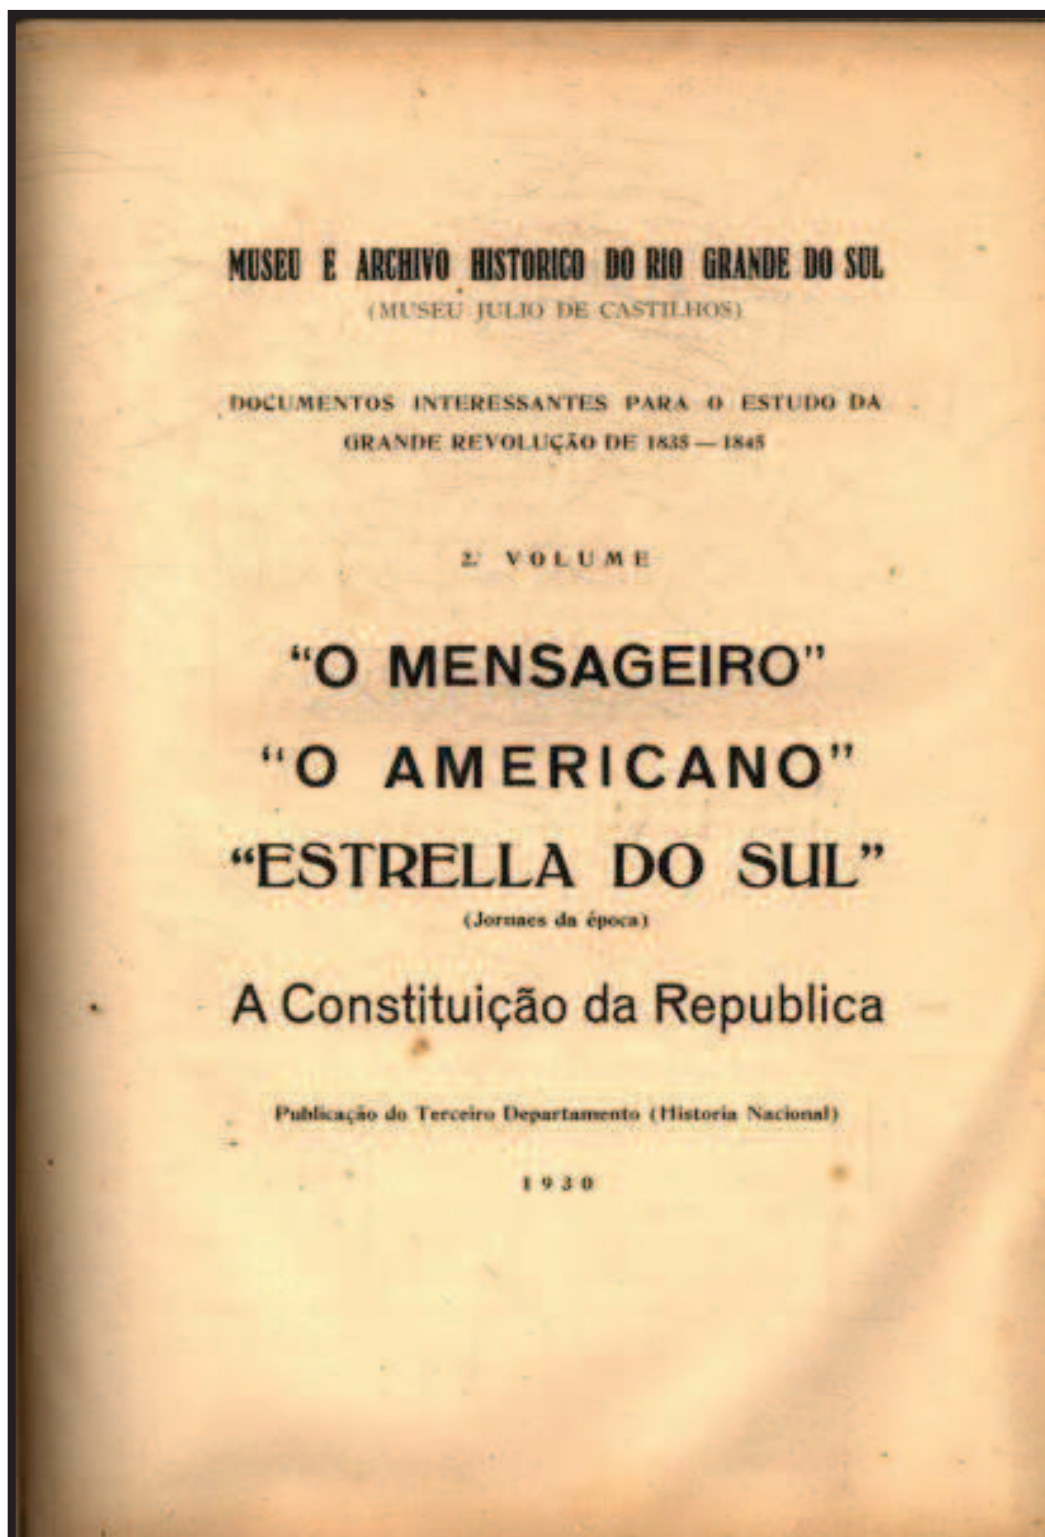 MUSEU E ARCHIVO HISTORICO DO RIO GRANDE DO SUL
(MUSEU JULIO DE CASTILHOS)
DOCUMENTOS INTERESSANTES PARA O ESTUDO DA
GRANDE REVOLUÇÃO DE 1835 — 1845
2.º VOLUME
“O MENSAGEIRO”
“O AMERICANO”
“ESTRELLA DO SUL”
(Jornaes da época)
A Constituição da Republica
Publicação do Terceiro Departamento (Historia Nacional)
1930